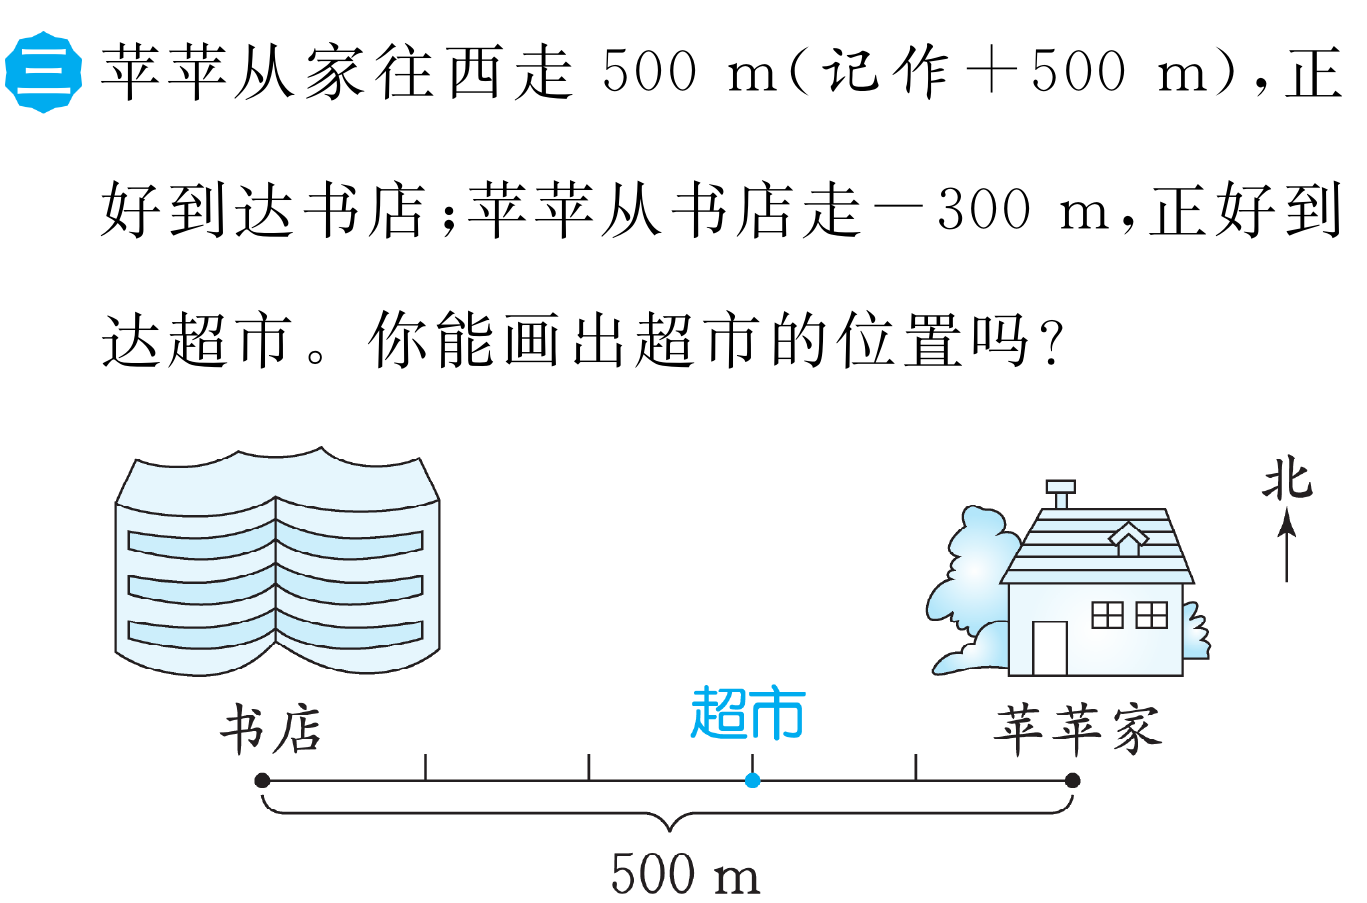 三 苹苹从家往西走 500 m(记作+500 m),正
好到达书店;苹苹从书店走-300 m,正好到
达超市。你能画出超市的位置吗?
北
超市
书店
苹苹家
500 m